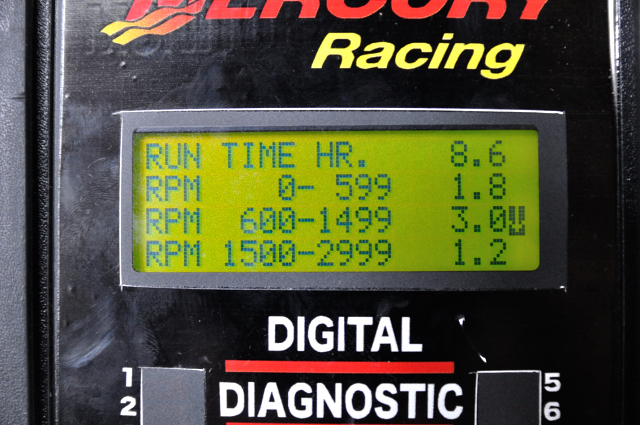 MERCURY
Racing
RUN TIME HR. 8.6
RPM 0- 599 1.8
RPM 600-1499 3.0
RPM 1500-2999 1.2
DIGITAL
DIAGNOSTIC
1
2
5
6